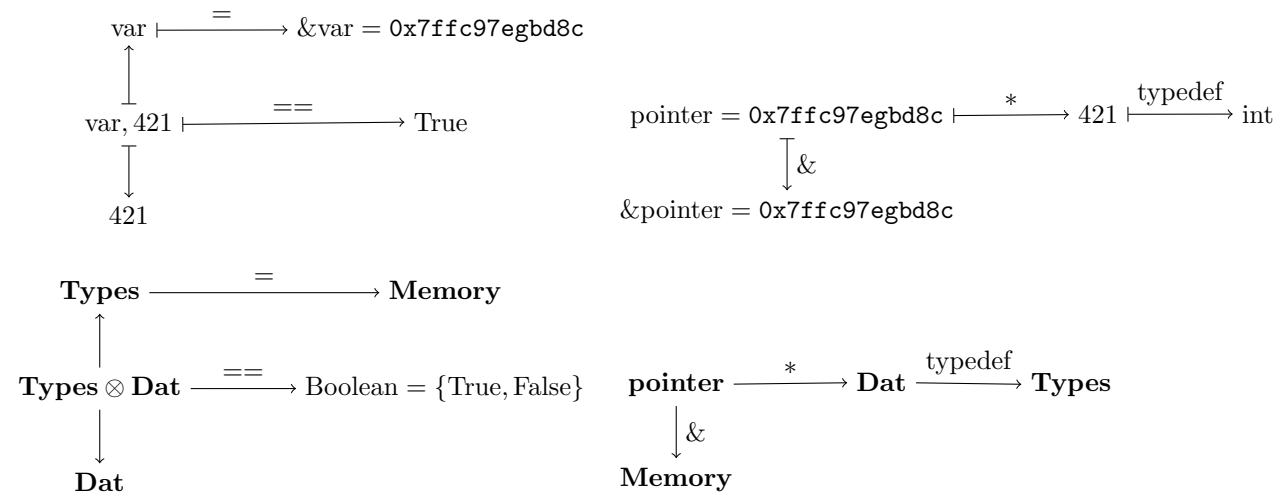 var ↦ = &var = 0x7ffc97egbd8c
var, 421 ↦ == True
421
pointer = 0x7ffc97egbd8c ↦ * 421 ↦ typedef int
&
&pointer = 0x7ffc97egbd8c
Types → = Memory
Types ⊗ Dat → == Boolean = {True, False}
Dat
pointer → * Dat → typedef Types
&
Memory